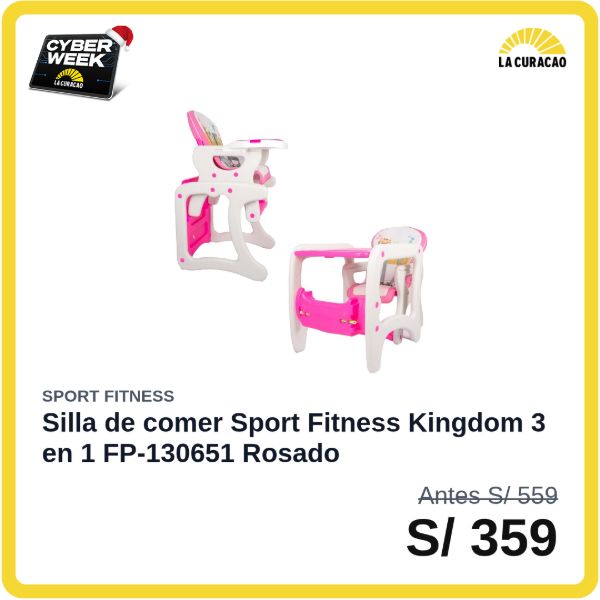 CYBER
WEEK
LA CURACAO
LA CURACAO
SPORT FITNESS
Silla de comer Sport Fitness Kingdom 3
en 1 FP-130651 Rosado
Antes S/ 559
S/ 359